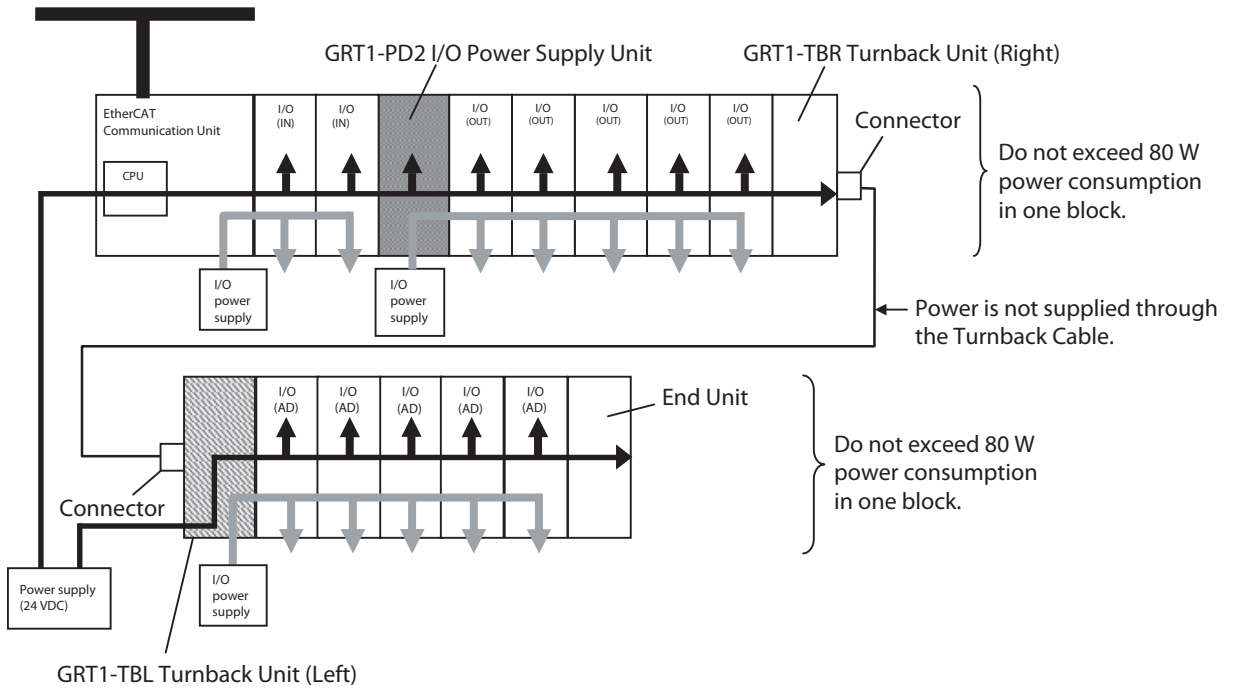 GRT1-PD2 I/O Power Supply Unit
GRT1-TBR Turnback Unit (Right)
EtherCAT
Communication Unit
CPU
I/O
(IN)
I/O
(IN)
I/O
(OUT)
I/O
(OUT)
I/O
(OUT)
I/O
(OUT)
I/O
(OUT)
Connector
Do not exceed 80 W
power consumption
in one block.
I/O
power
supply
I/O
power
supply
Power is not supplied through
the Turnback Cable.
I/O
(AD)
I/O
(AD)
I/O
(AD)
I/O
(AD)
I/O
(AD)
End Unit
Do not exceed 80 W
power consumption
in one block.
Connector
Power supply
(24 VDC)
I/O
power
supply
GRT1-TBL Turnback Unit (Left)